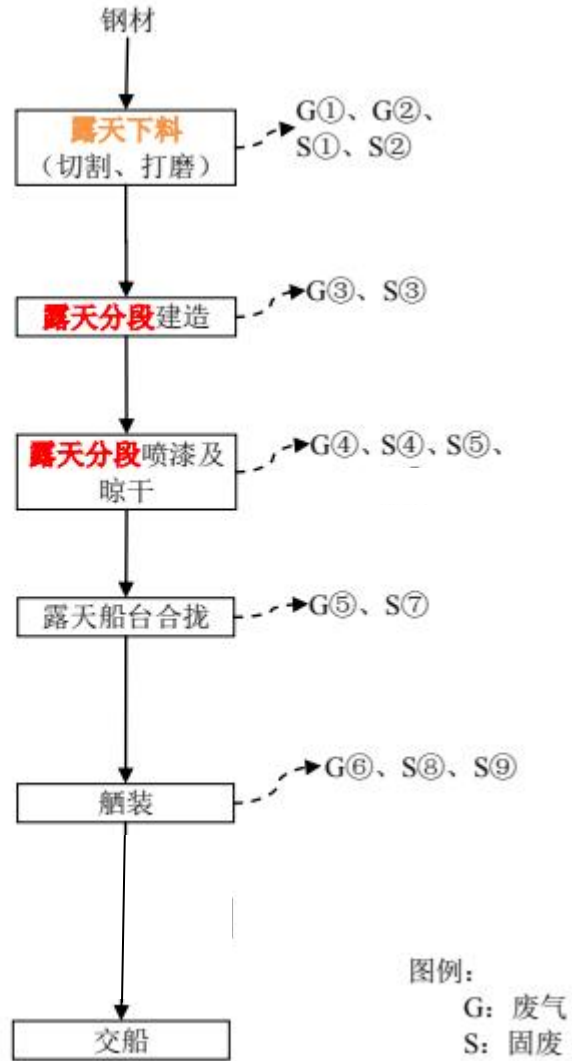 钢材
露天下料
（切割、打磨）
G①、G②、
S①、S②
露天分段建造
G③、S③
露天分段喷漆及
晾干
G④、S④、S⑤、
露天船台合拢
G⑤、S⑦
舾装
G⑥、S⑧、S⑨
交船
图例：
G：废气
S：固废